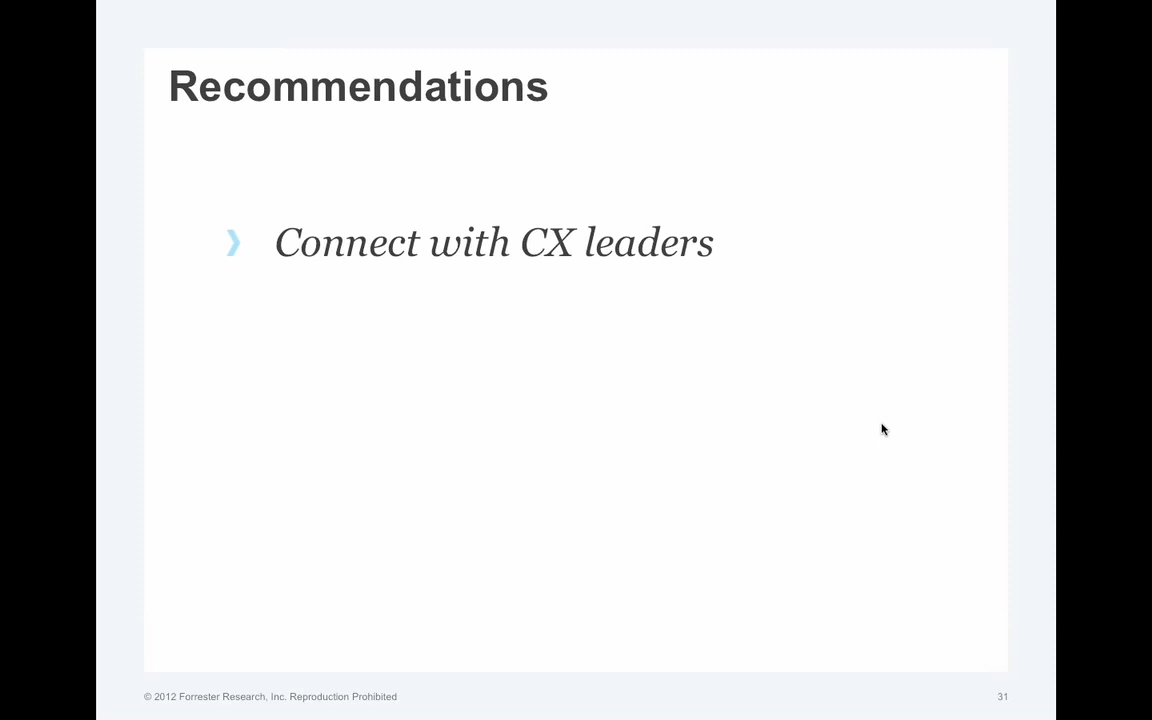 Recommendations
Connect with CX leaders
© 2012 Forrester Research, Inc. Reproduction Prohibited
31